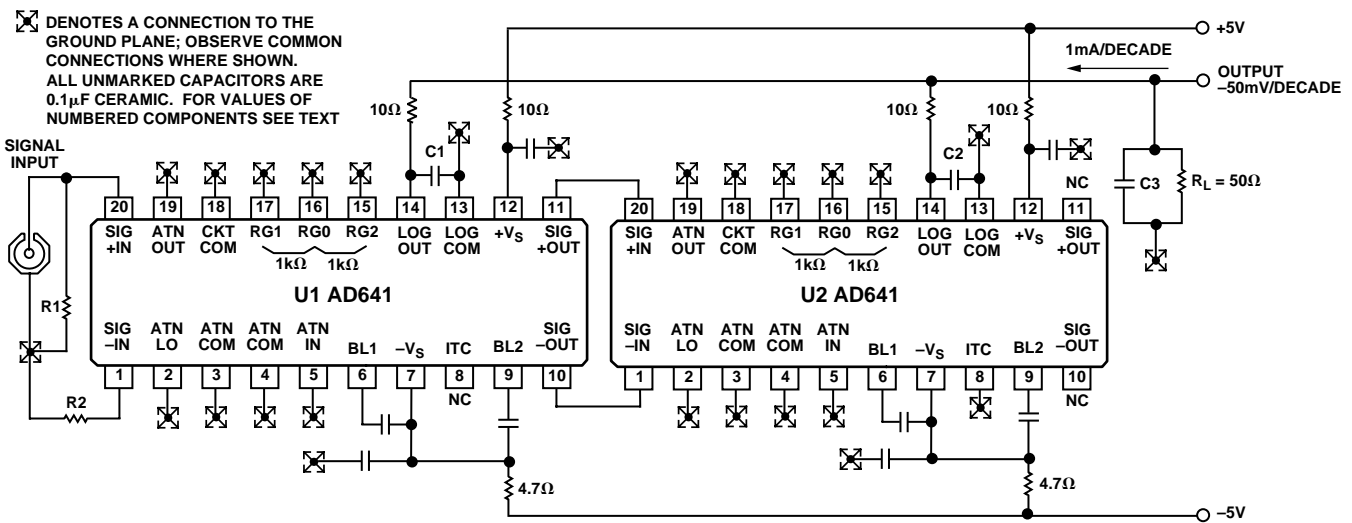 DENOTES A CONNECTION TO THE
GROUND PLANE; OBSERVE COMMON
CONNECTIONS WHERE SHOWN.
ALL UNMARKED CAPACITORS ARE
0.1μF CERAMIC. FOR VALUES OF
NUMBERED COMPONENTS SEE TEXT
+5V
1mA/DECADE
OUTPUT
–50mV/DECADE
10Ω
10Ω
10Ω
10Ω
SIGNAL
INPUT
C1
C2
NC
C3
RL = 50Ω
20 19 18 17 16 15 14 13 12 11
20 19 18 17 16 15 14 13 12 11
SIG +IN
ATN OUT
CKT COM
RG1
RG0
RG2
LOG OUT
LOG COM
+VS
SIG +OUT
SIG +IN
ATN OUT
CKT COM
RG1
RG0
RG2
LOG OUT
LOG COM
+VS
SIG +OUT
1kΩ
1kΩ
1kΩ
1kΩ
U1 AD641
U2 AD641
R1
SIG –IN
ATN LO
ATN COM
ATN COM
ATN IN
BL1
–VS
ITC
BL2
SIG –OUT
SIG –IN
ATN LO
ATN COM
ATN COM
ATN IN
BL1
–VS
ITC
BL2
SIG –OUT
1 2 3 4 5 6 7 8 9 10
1 2 3 4 5 6 7 8 9 10
R2
NC
NC
4.7Ω
4.7Ω
–5V